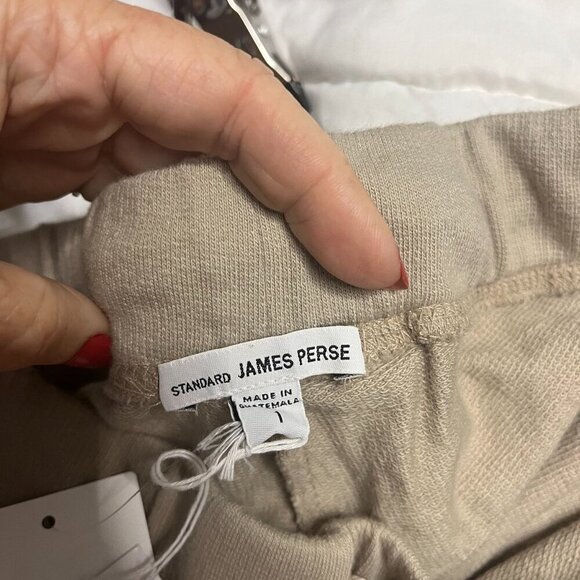 STANDARD JAMES PERSE
MADE IN
GUATEMALA
1